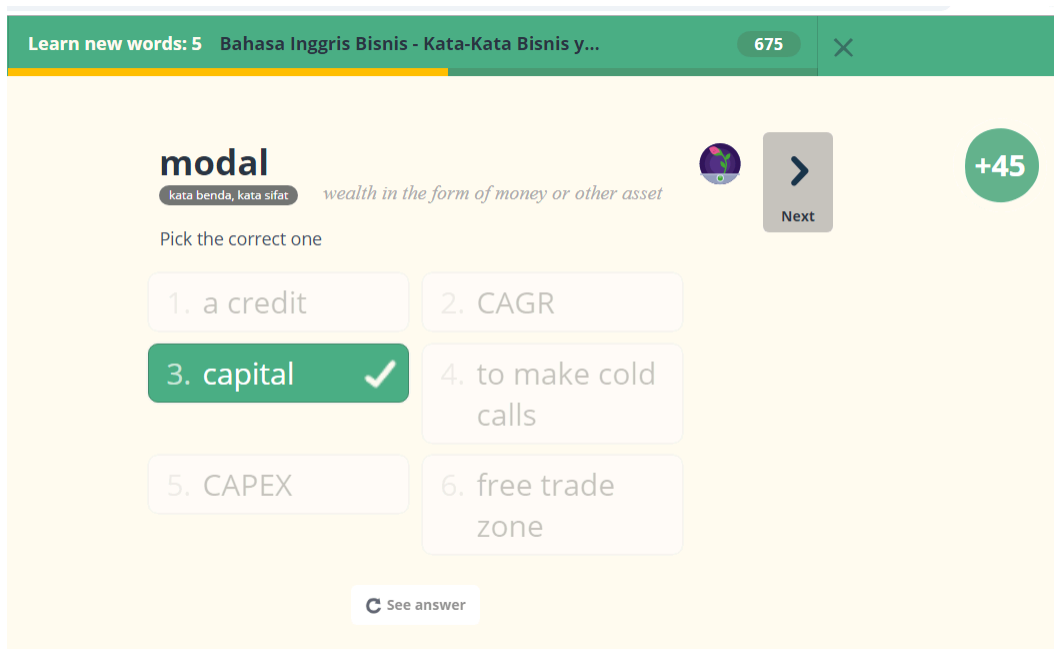 Learn new words: 5 Bahasa Inggris Bisnis - Kata-Kata Bisnis y... 675
+45
modal
kata benda, kata sifat wealth in the form of money or other asset
Next
Pick the correct one
1. a credit
2. CAGR
3. capital
4. to make cold
calls
5. CAPEX
6. free trade
zone
See answer